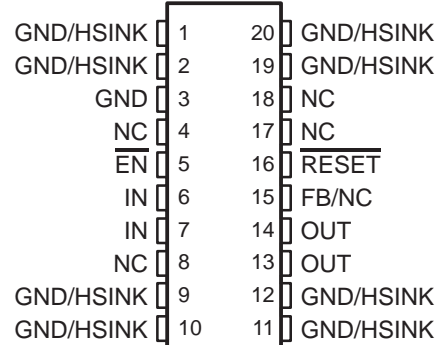 GND/HSINK 1 20 GND/HSINK
GND/HSINK 2 19 GND/HSINK
GND 3 18 NC
NC 4 17 NC
EN 5 16 RESET
IN 6 15 FB/NC
IN 7 14 OUT
NC 8 13 OUT
GND/HSINK 9 12 GND/HSINK
GND/HSINK 10 11 GND/HSINK